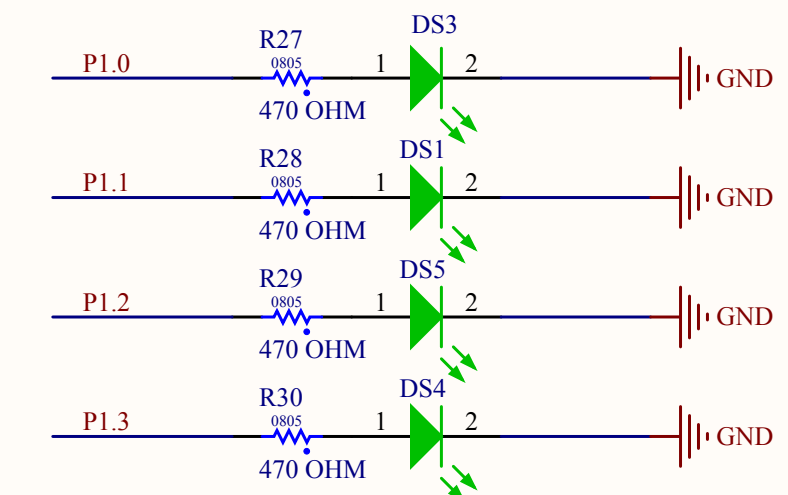 DS3
R27
P1.0
0805
1
2
GND
470 OHM
DS1
R28
P1.1
0805
1
2
GND
470 OHM
DS5
R29
P1.2
0805
1
2
GND
470 OHM
DS4
R30
P1.3
0805
1
2
GND
470 OHM